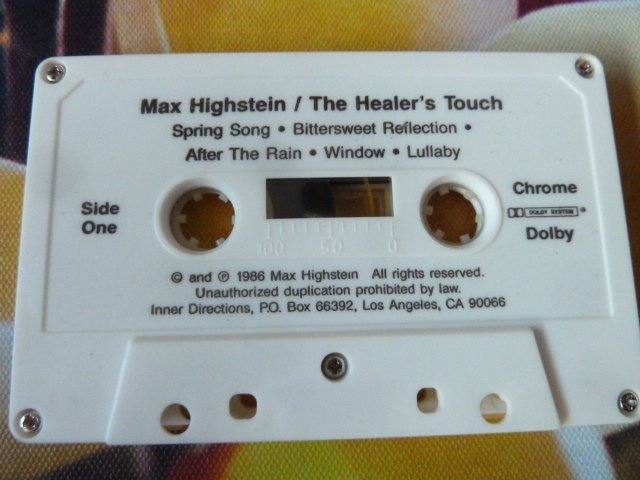 Max Highstein / The Healer's Touch
Spring Song • Bittersweet Reflection •
After The Rain • Window • Lullaby
Side
One
Chrome
DOLBY SYSTEM ®
Dolby
100 50 0
© and ℗ 1986 Max Highstein All rights reserved.
Unauthorized duplication prohibited by law.
Inner Directions, P.O. Box 66392, Los Angeles, CA 90066